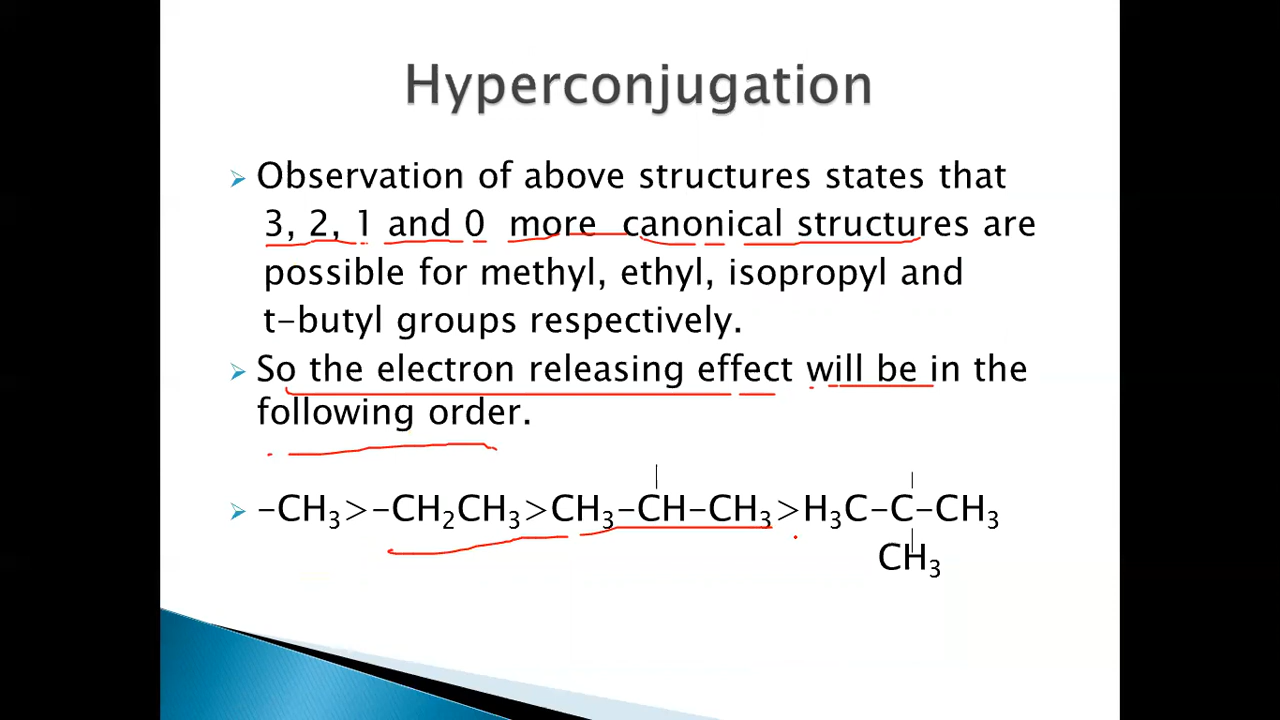 Hyperconjugation
Observation of above structures states that
3, 2, 1 and 0 more canonical structures are
possible for methyl, ethyl, isopropyl and
t-butyl groups respectively.
So the electron releasing effect will be in the
following order.
-CH₃>-CH₂CH₃>CH₃-CH-CH₃>H₃C-C-CH₃
CH₃